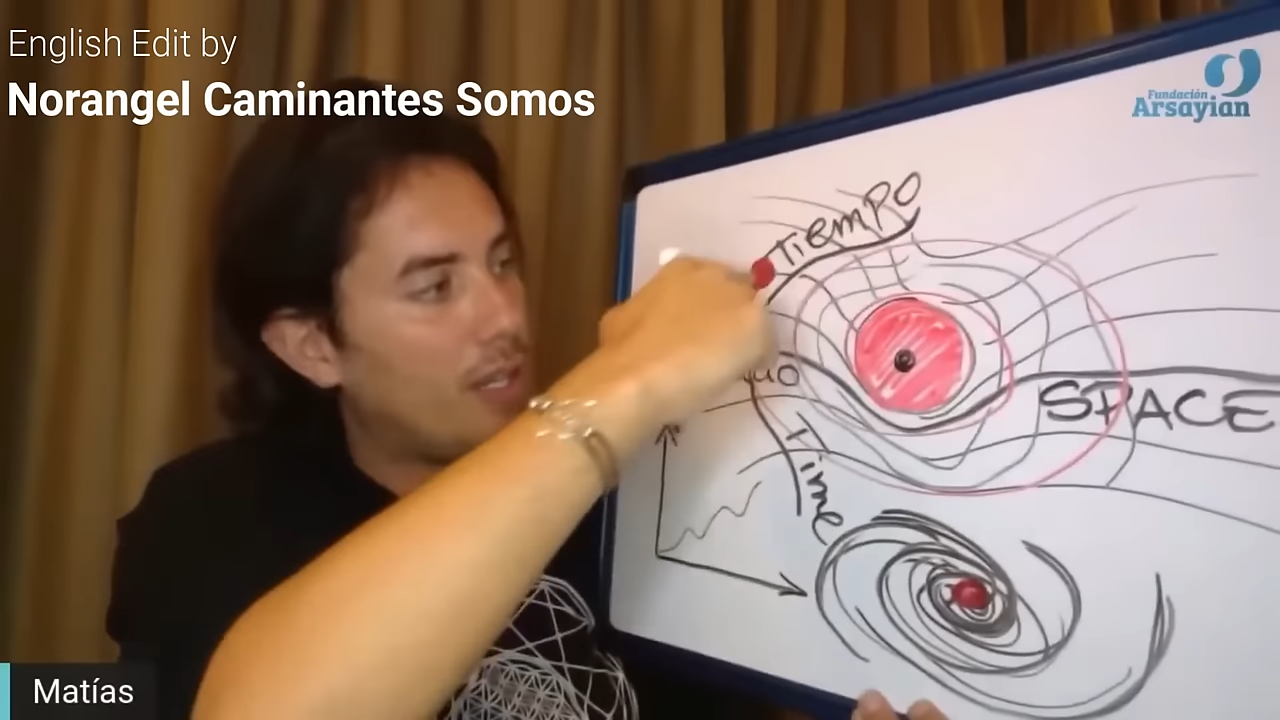 English Edit by
Norangel Caminantes Somos
Fundación
Arsayian
Tiempo
SPACE
Time
Matías